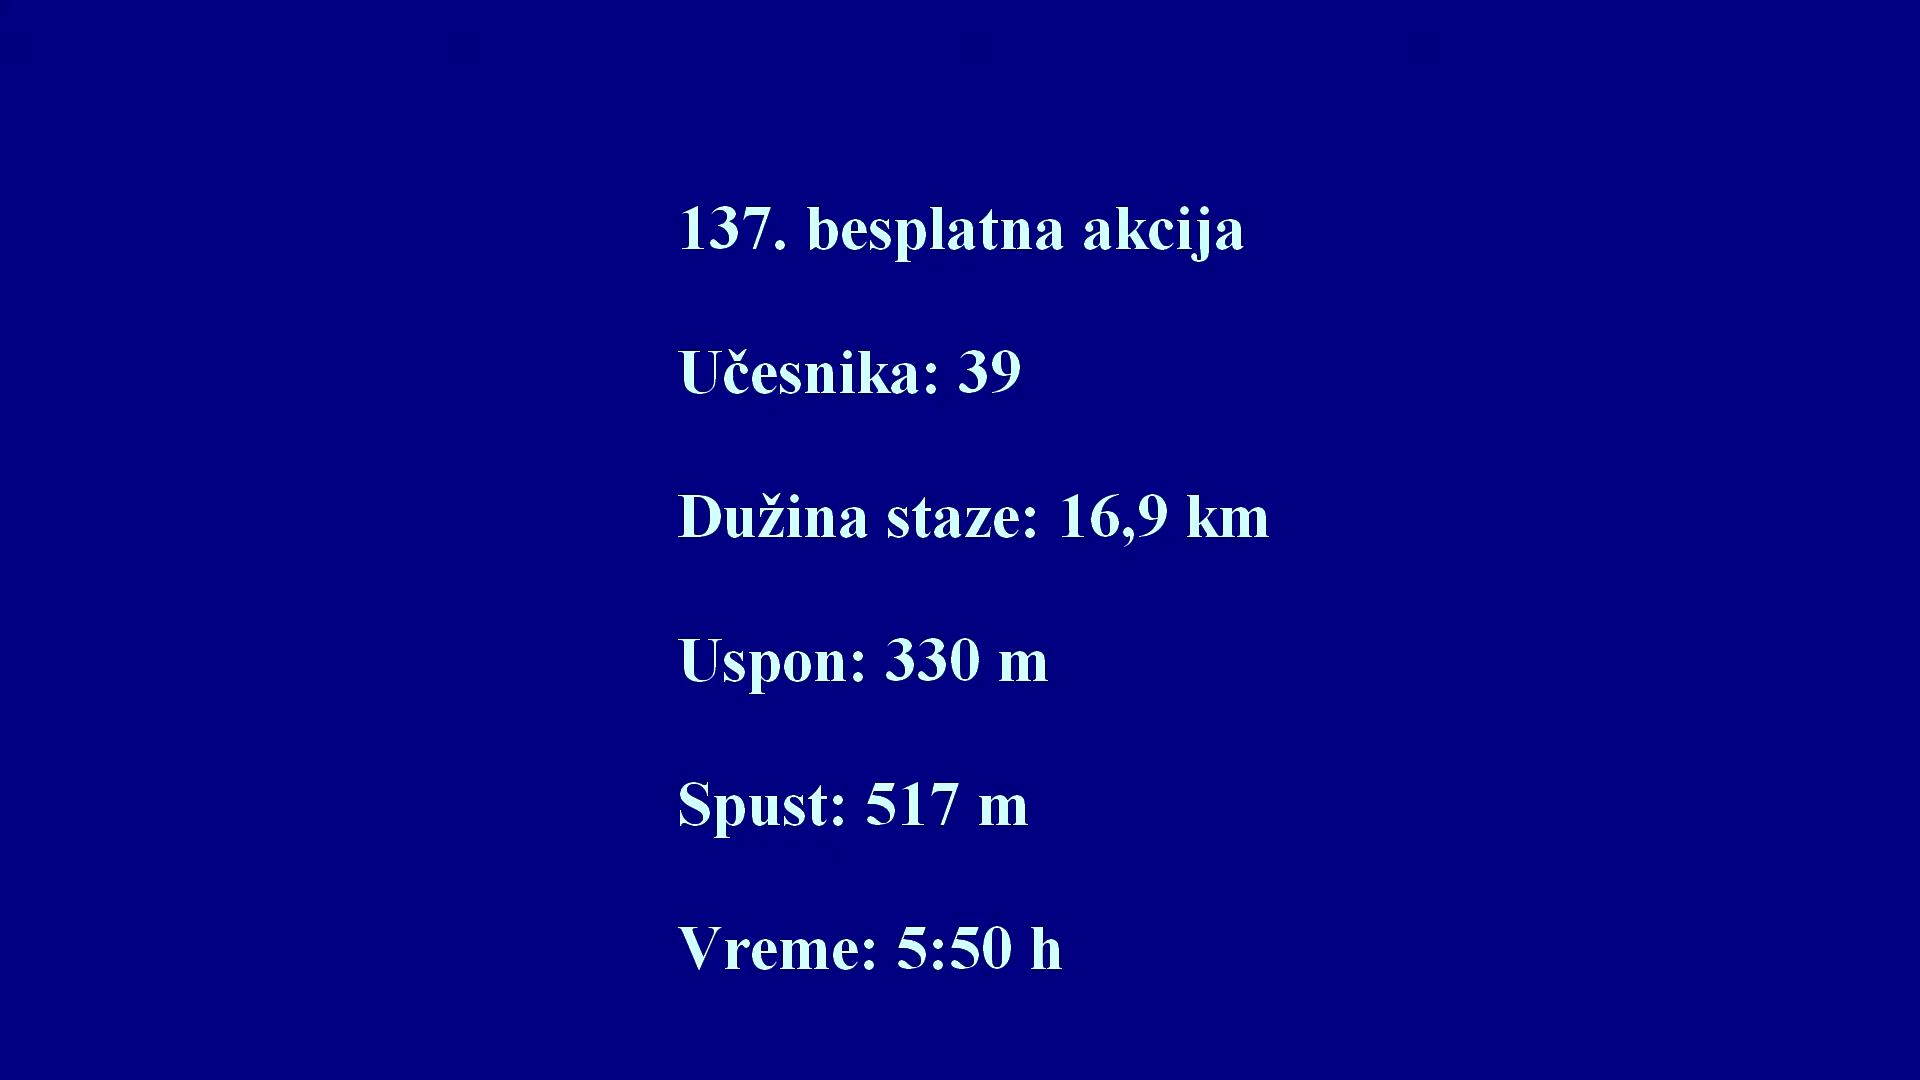 137. besplatna akcija
Učesnika: 39
Dužina staze: 16,9 km
Uspon: 330 m
Spust: 517 m
Vreme: 5:50 h